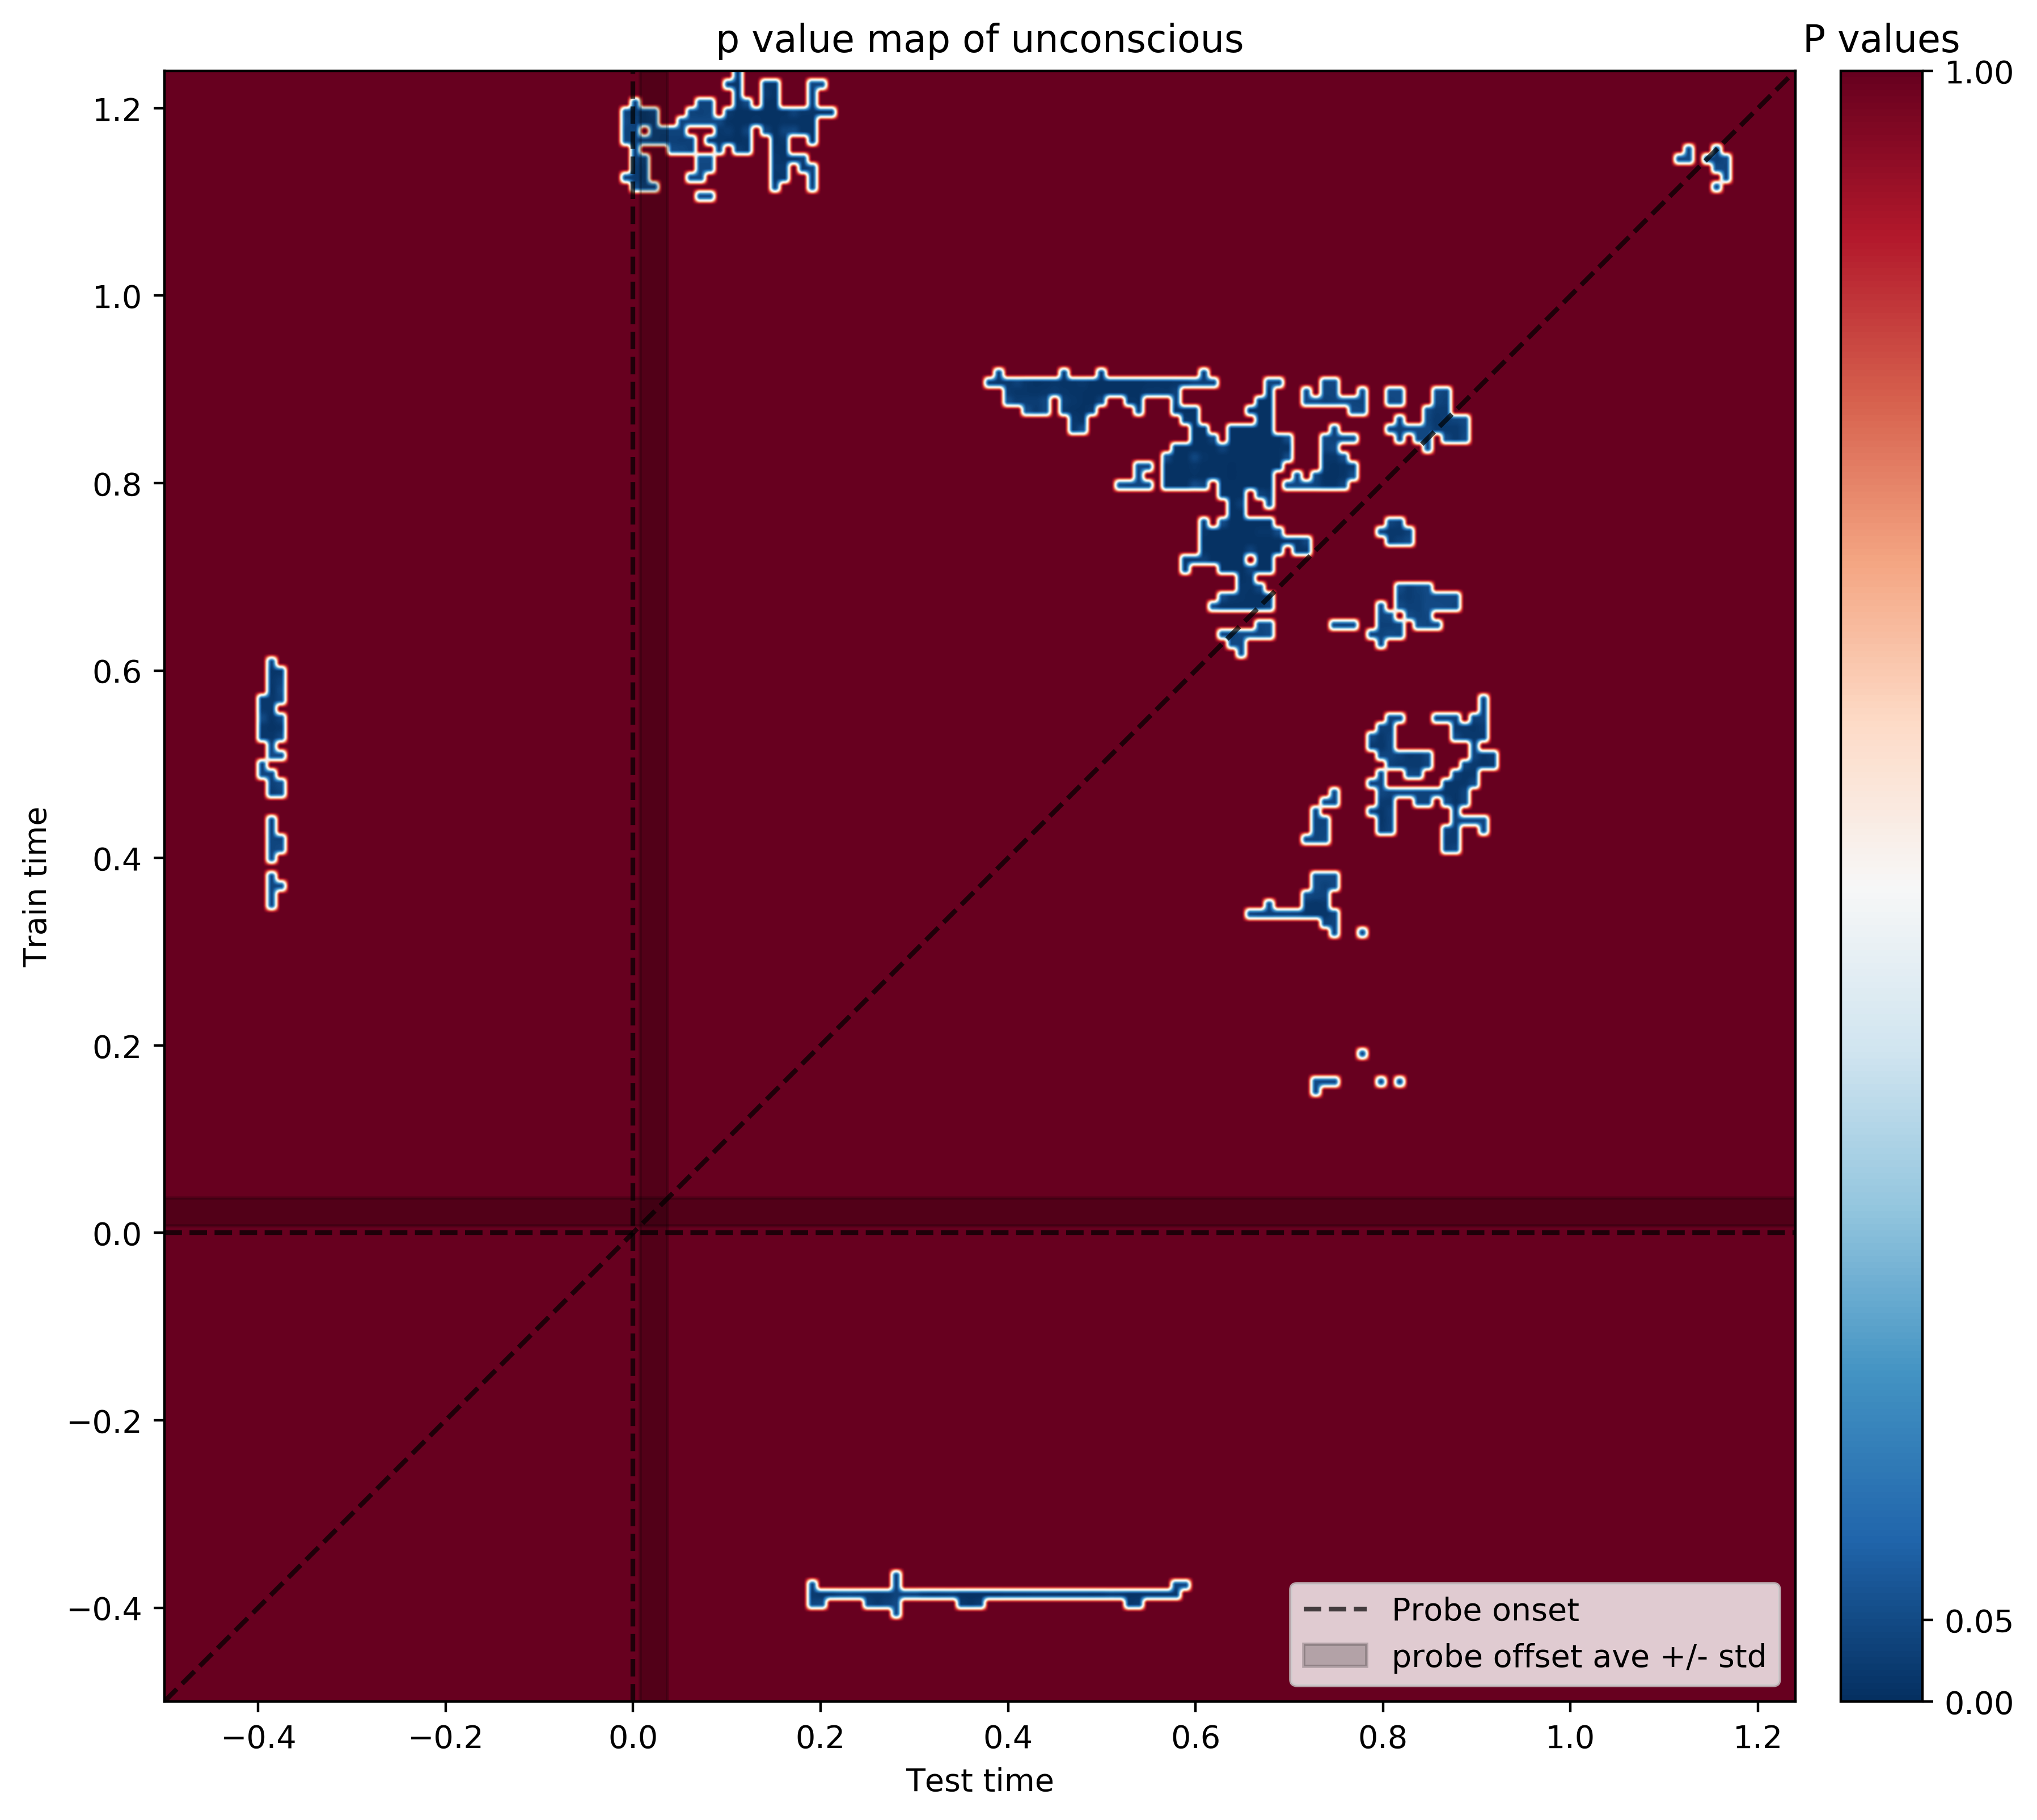 p value map of unconscious
P values
1.00
0.05
0.00
Train time
1.2
1.0
0.8
0.6
0.4
0.2
0.0
−0.2
−0.4
Probe onset
probe offset ave +/- std
−0.4 −0.2 0.0 0.2 0.4 0.6 0.8 1.0 1.2
Test time